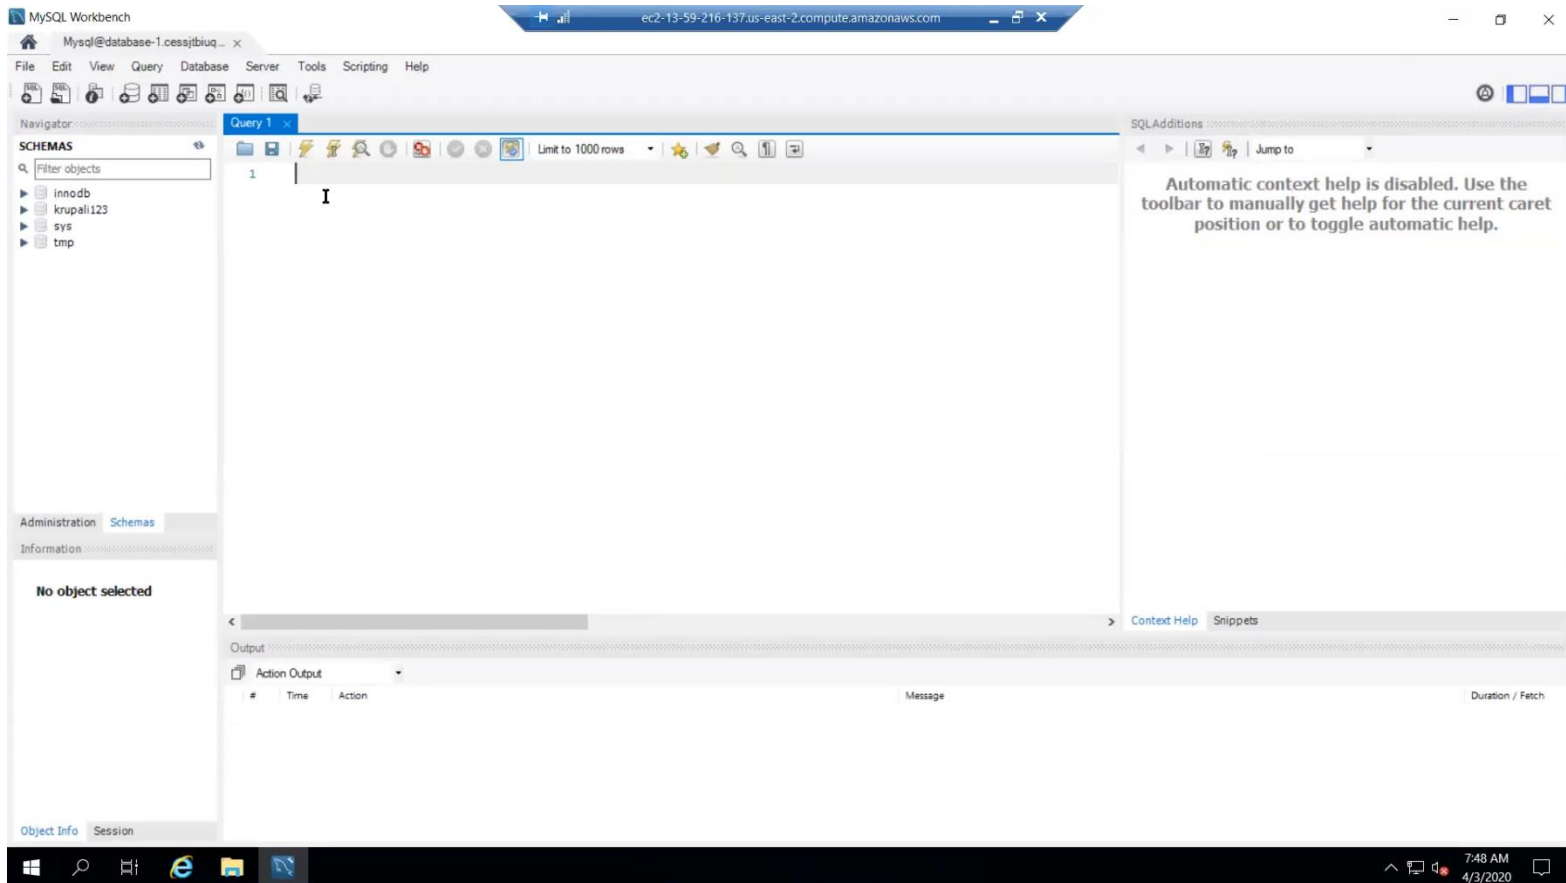 MySQL Workbench
ec2-13-59-216-137.us-east-2.compute.amazonaws.com
Mysql@database-1.cessjtbiuq...
File Edit View Query Database Server Tools Scripting Help
Navigator
Query 1
SQLAdditions
SCHEMAS
Limit to 1000 rows
Jump to
Filter objects
1
innodb
krupali123
sys
tmp
Automatic context help is disabled. Use the
toolbar to manually get help for the current caret
position or to toggle automatic help.
Administration Schemas
Information
No object selected
Context Help Snippets
Output
Action Output
# Time Action Message Duration / Fetch
Object Info Session
7:48 AM
4/3/2020